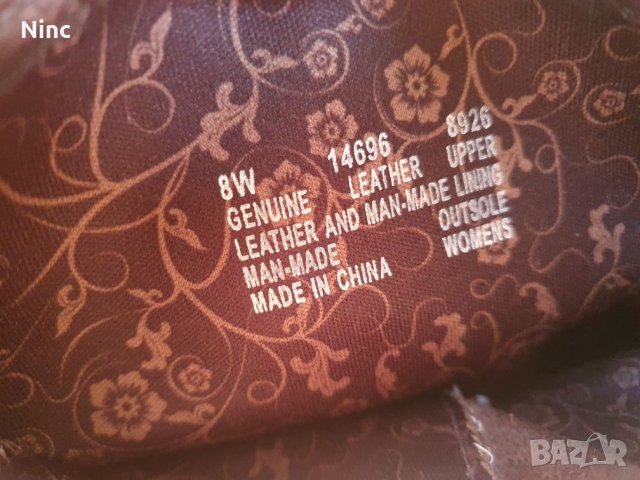 Ninc
8W 14696 8926
GENUINE LEATHER UPPER
LEATHER AND MAN-MADE LINING
MAN-MADE OUTSOLE
MADE IN CHINA WOMENS
BAZAR